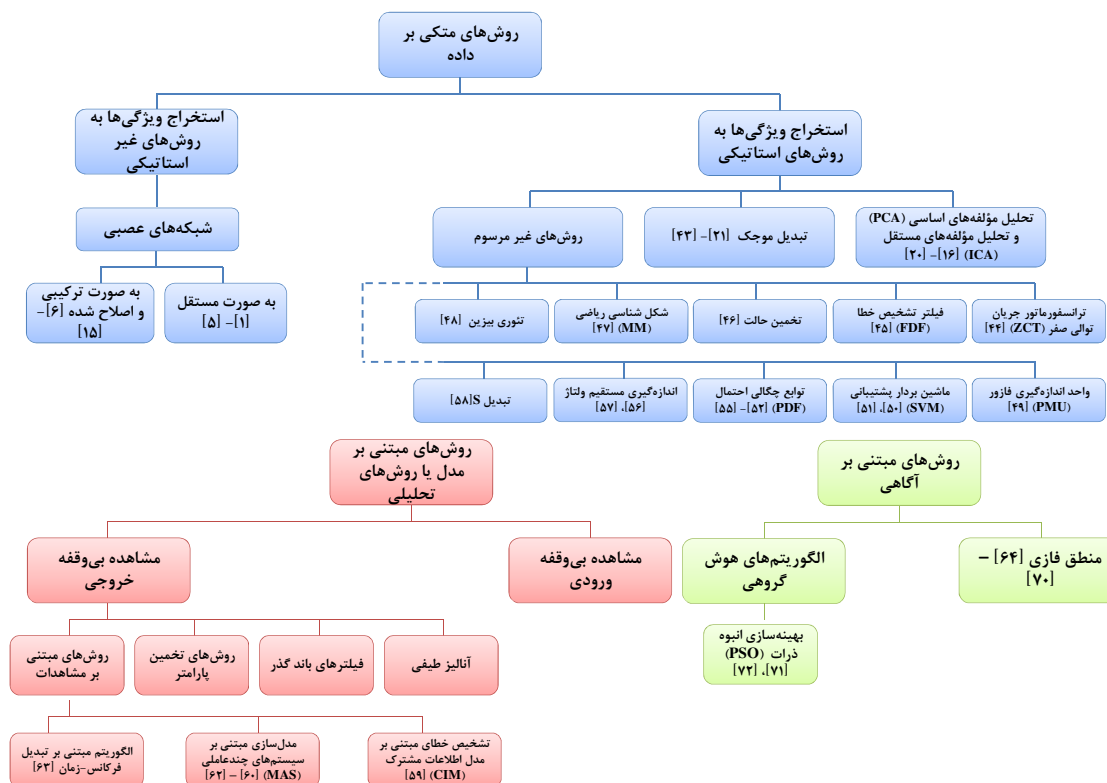 روش‌های متکی بر
داده
استخراج ویژگی‌ها به
روش‌های استاتیکی
استخراج ویژگی‌ها به
روش‌های غیر
استاتیکی
تحلیل مؤلفه‌های اساسی (PCA)
و تحلیل مؤلفه‌های مستقل
(ICA) [۱۶]- [۲۰]
تبدیل موجک [۲۱]- [۴۳]
روش‌های غیر مرسوم
شبکه‌های عصبی
به صورت مستقل
[۱]- [۵]
به صورت ترکیبی
و اصلاح شده [۶]-
[۱۵]
ترانسفورماتور جریان
توالی صفر (ZCT) [۴۴]
فیلتر تشخیص خطا
(FDF) [۴۵]
تخمین حالت [۴۶]
شکل شناسی ریاضی
(MM) [۴۷]
تئوری بیزین [۴۸]
واحد اندازه‌گیری فازور
(PMU) [۴۹]
ماشین بردار پشتیبانی
(SVM) [۵۰]، [۵۱]
توابع چگالی احتمال
(PDF) [۵۲]- [۵۵]
اندازه‌گیری مستقیم ولتاژ
[۵۶]، [۵۷]
تبدیل S[۵۸]
روش‌های مبتنی بر
آگاهی
منطق فازی [۶۴] –
[۷۰]
الگوریتم‌های هوش
گروهی
بهینه‌سازی انبوه
ذرات (PSO)
[۷۱]، [۷۲]
روش‌های مبتنی بر
مدل یا روش‌های
تحلیلی
مشاهده بی‌وقفه
ورودی
مشاهده بی‌وقفه
خروجی
آنالیز طیفی
فیلترهای باند گذر
روش‌های تخمین
پارامتر
روش‌های مبتنی
بر مشاهدات
تشخیص خطای مبتنی بر
مدل اطلاعات مشترک
(CIM) [۵۹]
مدل‌سازی مبتنی بر
سیستم‌های چندعاملی
(MAS) [۶۰] – [۶۲]
الگوریتم مبتنی بر تبدیل
فرکانس-زمان [۶۳]